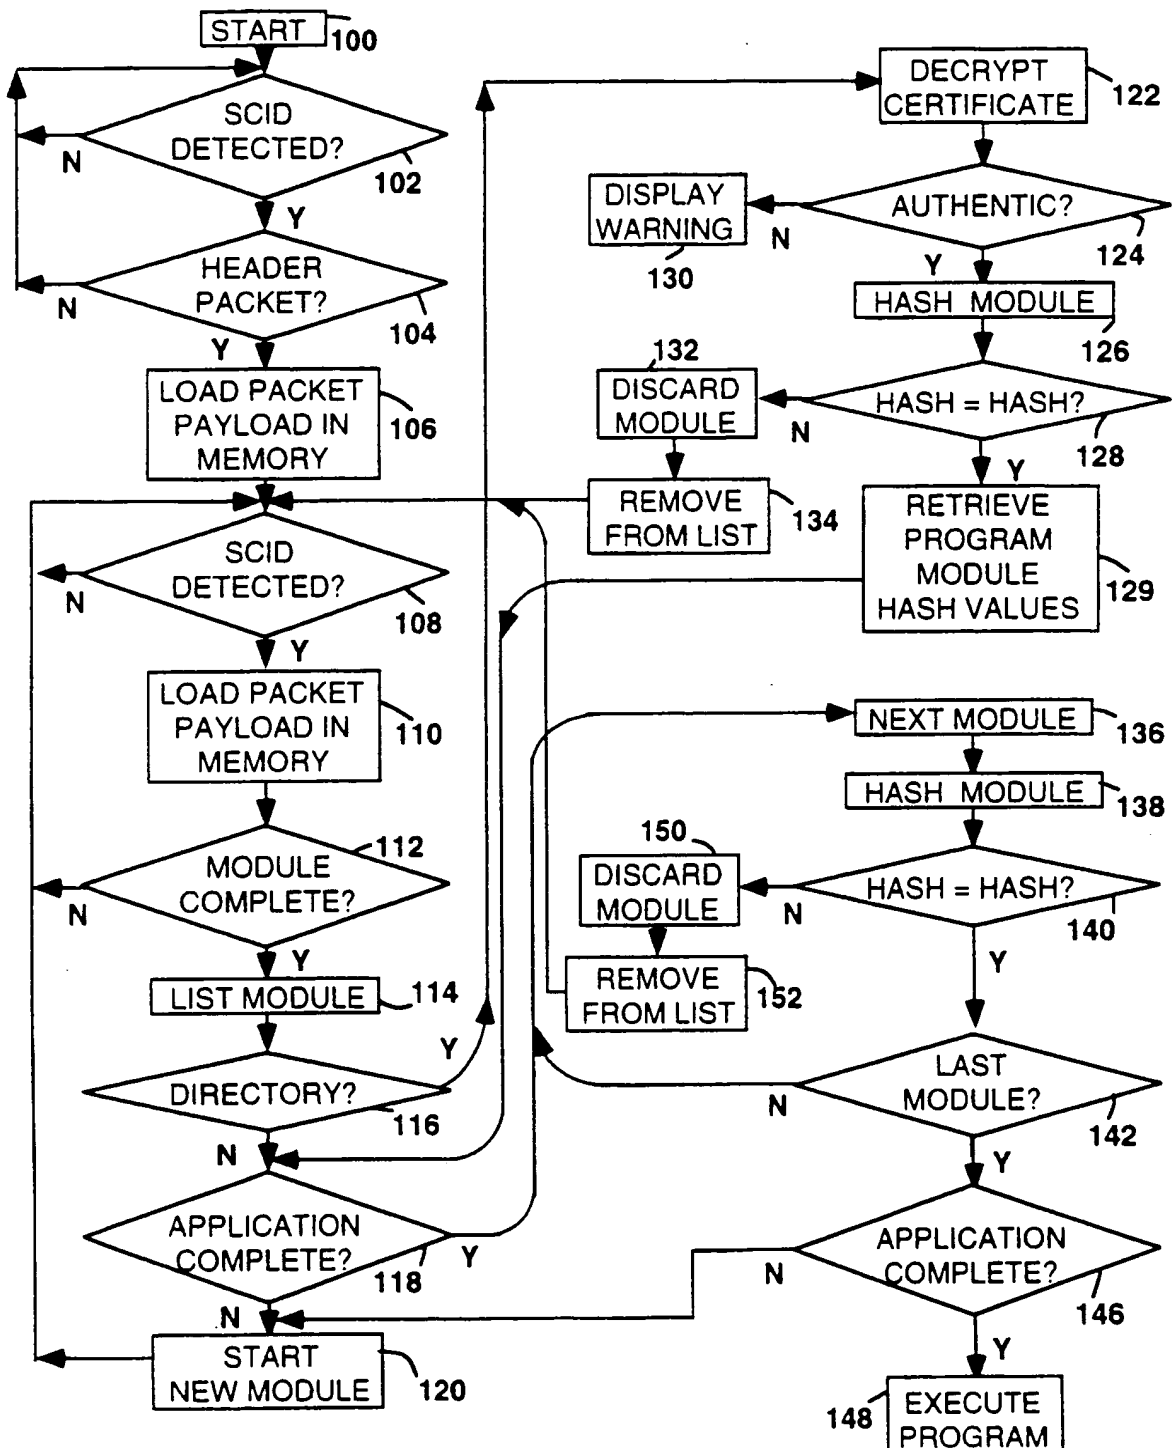 START
100
SCID
DETECTED?
102
N
Y
HEADER
PACKET?
104
N
Y
LOAD PACKET
PAYLOAD IN
MEMORY
106
SCID
DETECTED?
108
N
Y
LOAD PACKET
PAYLOAD IN
MEMORY
110
MODULE
COMPLETE?
112
N
Y
LIST MODULE
114
DIRECTORY?
116
Y
N
APPLICATION
COMPLETE?
118
Y
N
START
NEW MODULE
120
DECRYPT
CERTIFICATE
122
AUTHENTIC?
124
N
Y
DISPLAY
WARNING
130
HASH MODULE
126
HASH = HASH?
128
N
Y
132
DISCARD
MODULE
REMOVE
FROM LIST
134
RETRIEVE
PROGRAM
MODULE
HASH VALUES
129
NEXT MODULE
136
HASH MODULE
138
HASH = HASH?
140
N
Y
150
DISCARD
MODULE
REMOVE
FROM LIST
152
LAST
MODULE?
142
N
Y
APPLICATION
COMPLETE?
146
N
Y
148
EXECUTE
PROGRAM